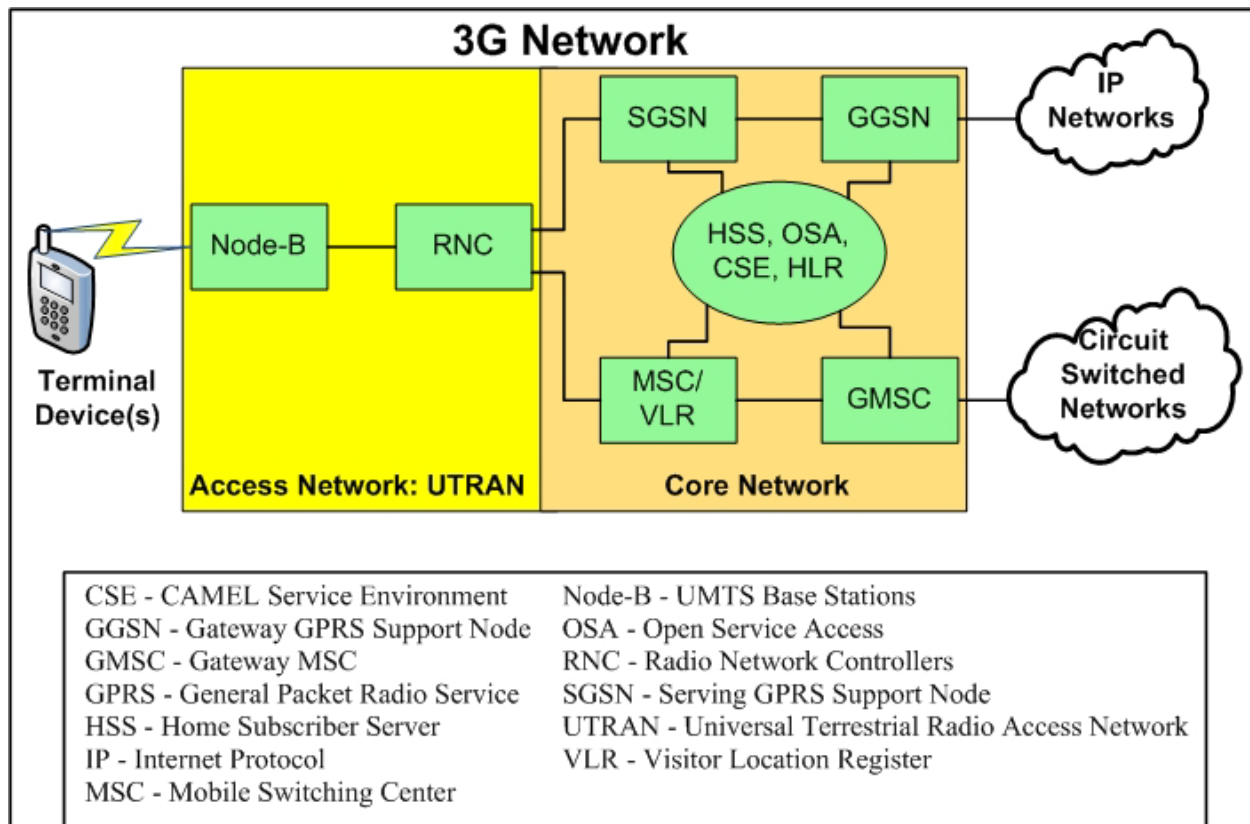 3G Network
SGSN
GGSN
IP
Networks
Node-B
RNC
HSS, OSA,
CSE, HLR
Terminal
Device(s)
MSC/
VLR
GMSC
Circuit
Switched
Networks
Access Network: UTRAN
Core Network
CSE - CAMEL Service Environment
GGSN - Gateway GPRS Support Node
GMSC - Gateway MSC
GPRS - General Packet Radio Service
HSS - Home Subscriber Server
IP - Internet Protocol
MSC - Mobile Switching Center
Node-B - UMTS Base Stations
OSA - Open Service Access
RNC - Radio Network Controllers
SGSN - Serving GPRS Support Node
UTRAN - Universal Terrestrial Radio Access Network
VLR - Visitor Location Register